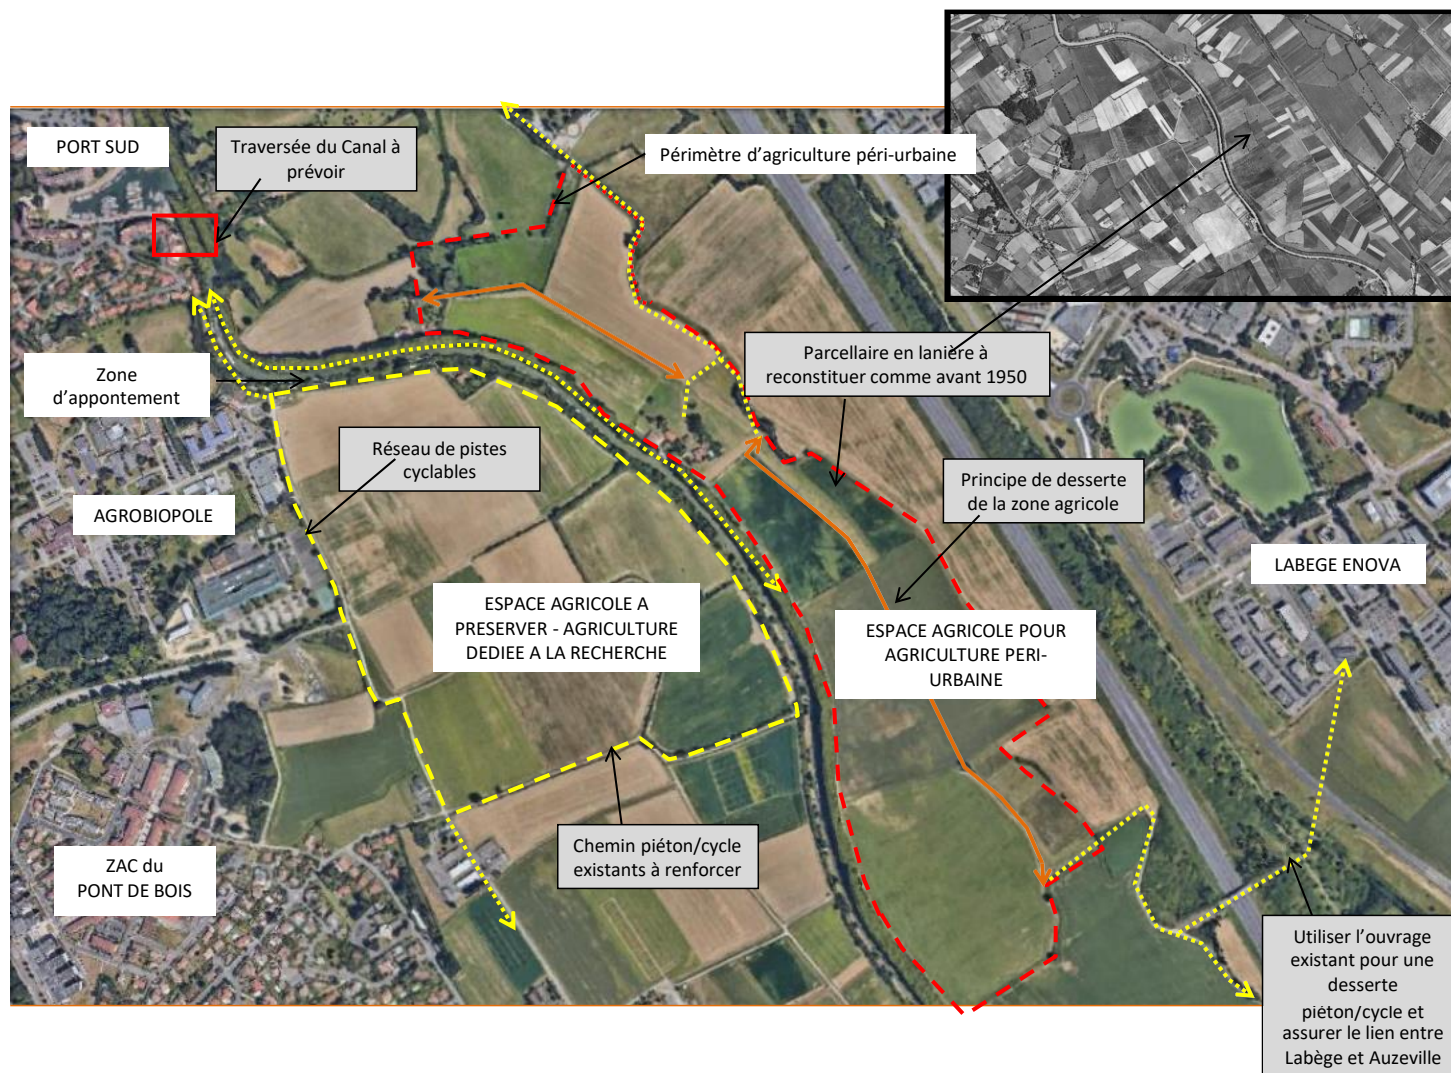 PORT SUD
Traversée du Canal à
prévoir
Périmètre d'agriculture péri-urbaine
Zone
d'appontement
Parcellaire en lanière à
reconstituer comme avant 1950
Réseau de pistes
cyclables
Principe de desserte
de la zone agricole
AGROBIOPOLE
LABEGE ENOVA
ESPACE AGRICOLE A
PRESERVER - AGRICULTURE
DEDIEE A LA RECHERCHE
ESPACE AGRICOLE POUR
AGRICULTURE PERI-
URBAINE
Chemin piéton/cycle
existants à renforcer
ZAC du
PONT DE BOIS
Utiliser l'ouvrage
existant pour une
desserte
piéton/cycle et
assurer le lien entre
Labège et Auzeville